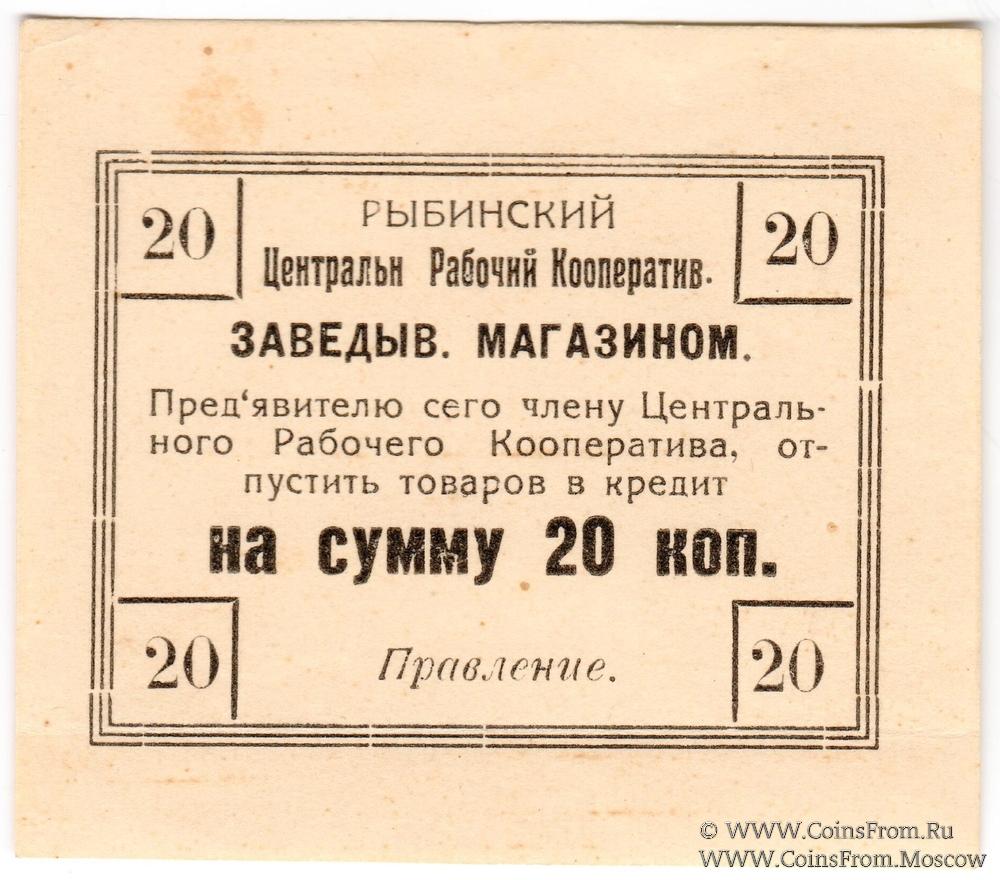 20
20
РЫБИНСКИЙ
Центральн Рабочий Кооператив.
ЗАВЕДЫВ. МАГАЗИНОМ.
Пред‘явителю сего члену Централь-
ного Рабочего Кооператива, от-
пустить товаров в кредит
на сумму 20 коп.
20
Правление.
20
© WWW.CoinsFrom.Ru
WWW.CoinsFrom.Moscow